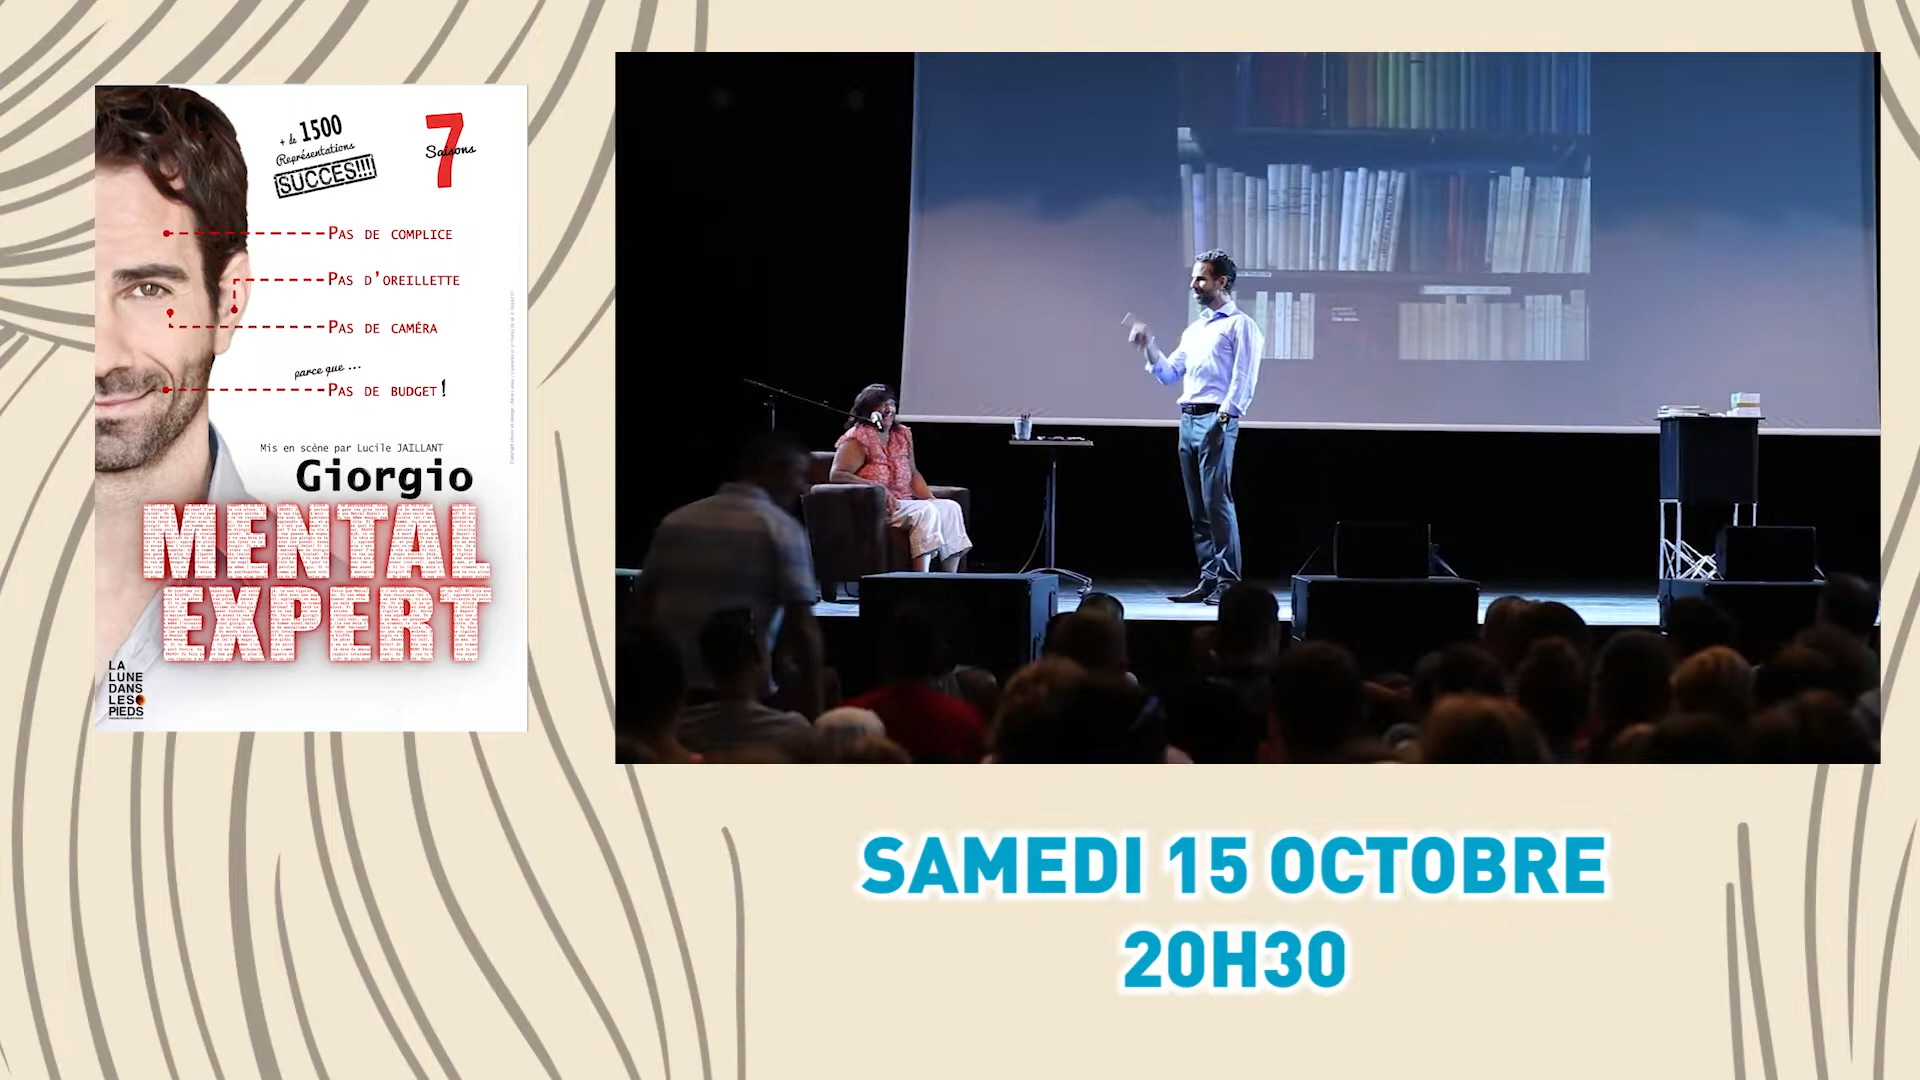 + de 1500
Représentations
SUCCES!!!
7
Saisons
PAS DE COMPLICE
PAS D'OREILLETTE
PAS DE CAMÉRA
parce que ...
PAS DE BUDGET!
Mis en scène par Lucile JAILLANT
Giorgio
MENTAL
EXPERT
LA
LUNE
DANS
LES
PIEDS
SAMEDI 15 OCTOBRE
20H30